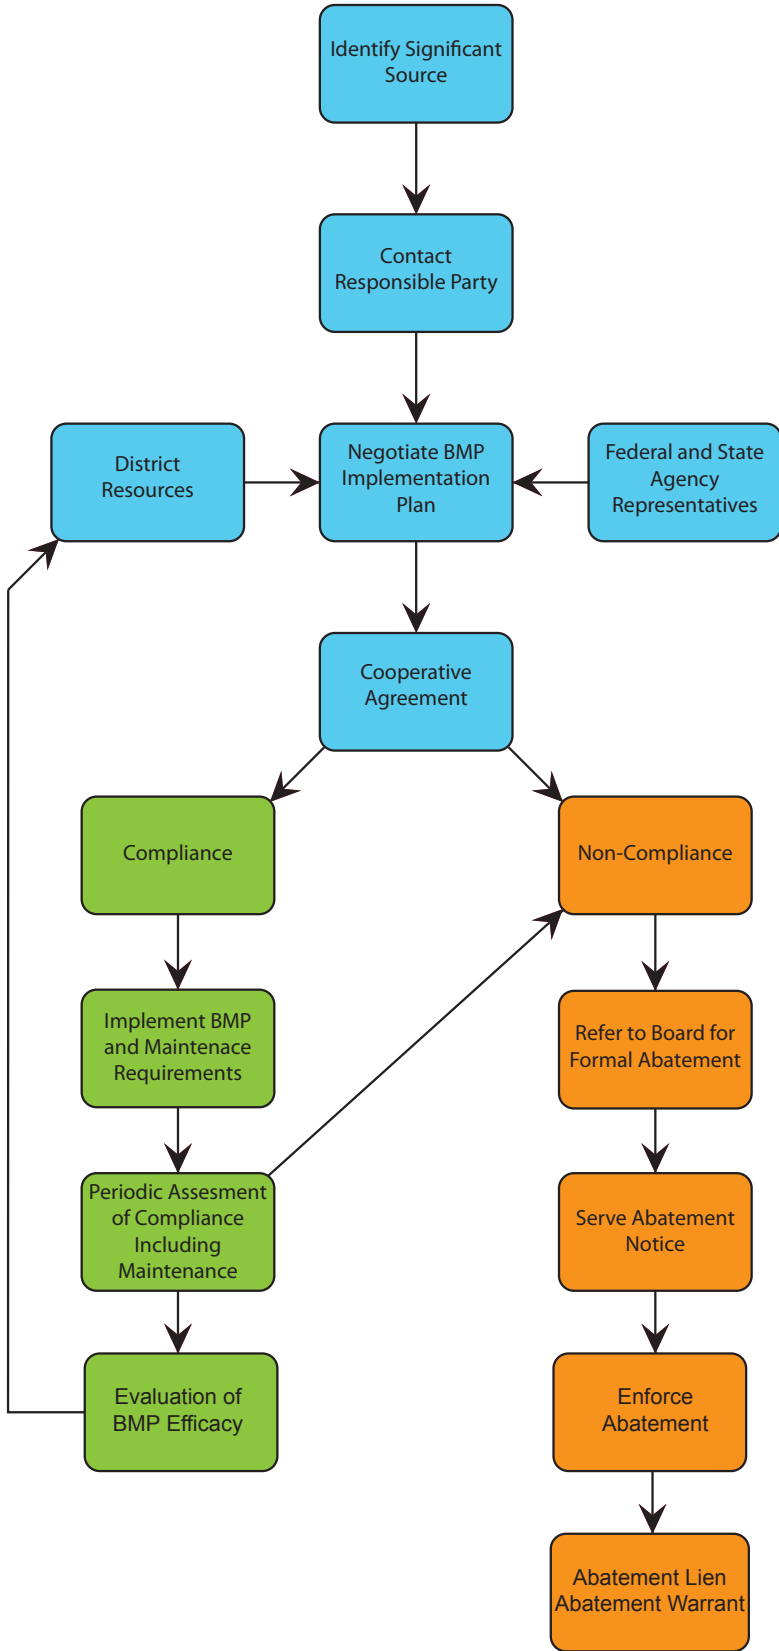 Identify Significant
Source
Contact
Responsible Party
District
Resources
Negotiate BMP
Implementation
Plan
Federal and State
Agency
Representatives
Cooperative
Agreement
Compliance
Non-Compliance
Implement BMP
and Maintenace
Requirements
Refer to Board for
Formal Abatement
Periodic Assesment
of Compliance
Including
Maintenance
Serve Abatement
Notice
Evaluation of
BMP Efficacy
Enforce
Abatement
Abatement Lien
Abatement Warrant